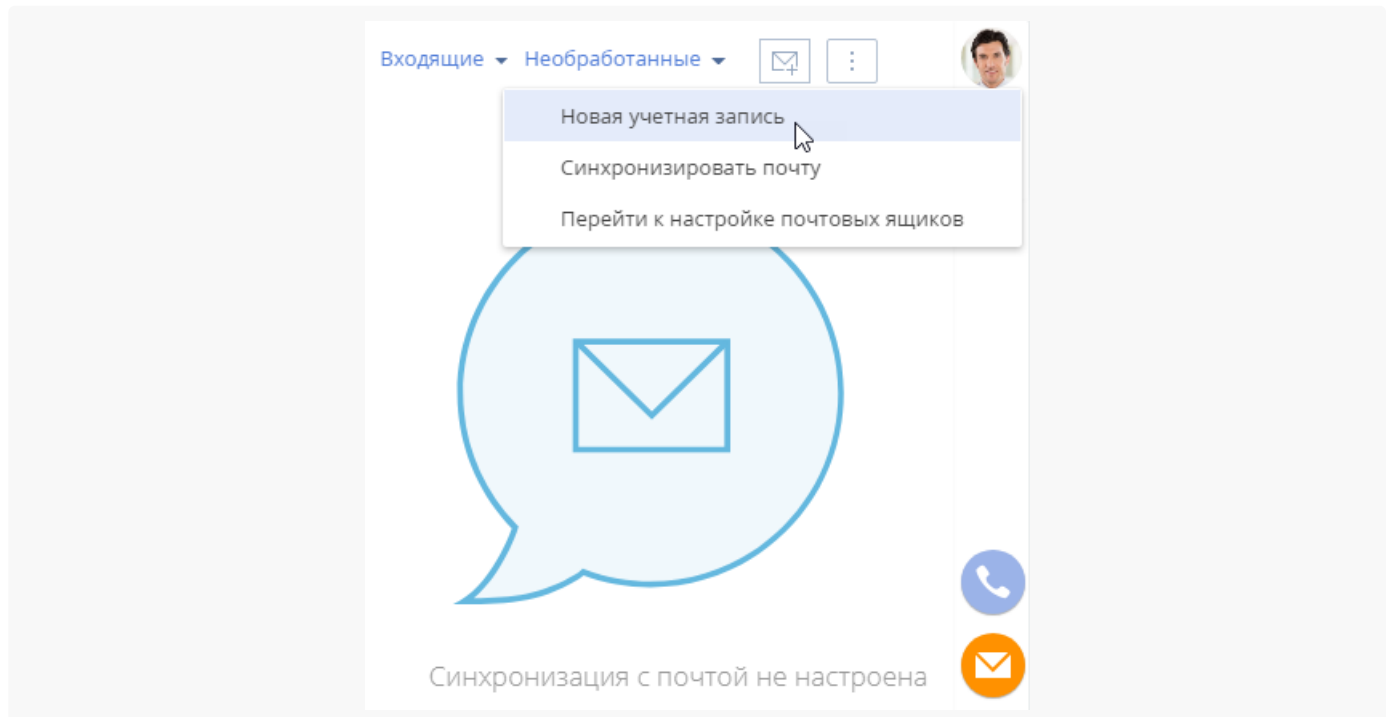 Входящие Необработанные
Новая учетная запись
Синхронизировать почту
Перейти к настройке почтовых ящиков
Синхронизация с почтой не настроена